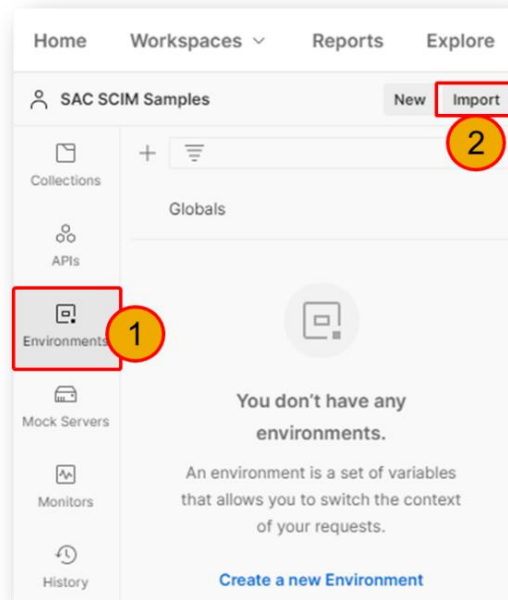 Home Workspaces Reports Explore
SAC SCIM Samples New Import
2
Collections
Globals
APIs
Environments
1
You don't have any
environments.
Mock Servers
An environment is a set of variables
that allows you to switch the context
of your requests.
Monitors
History
Create a new Environment